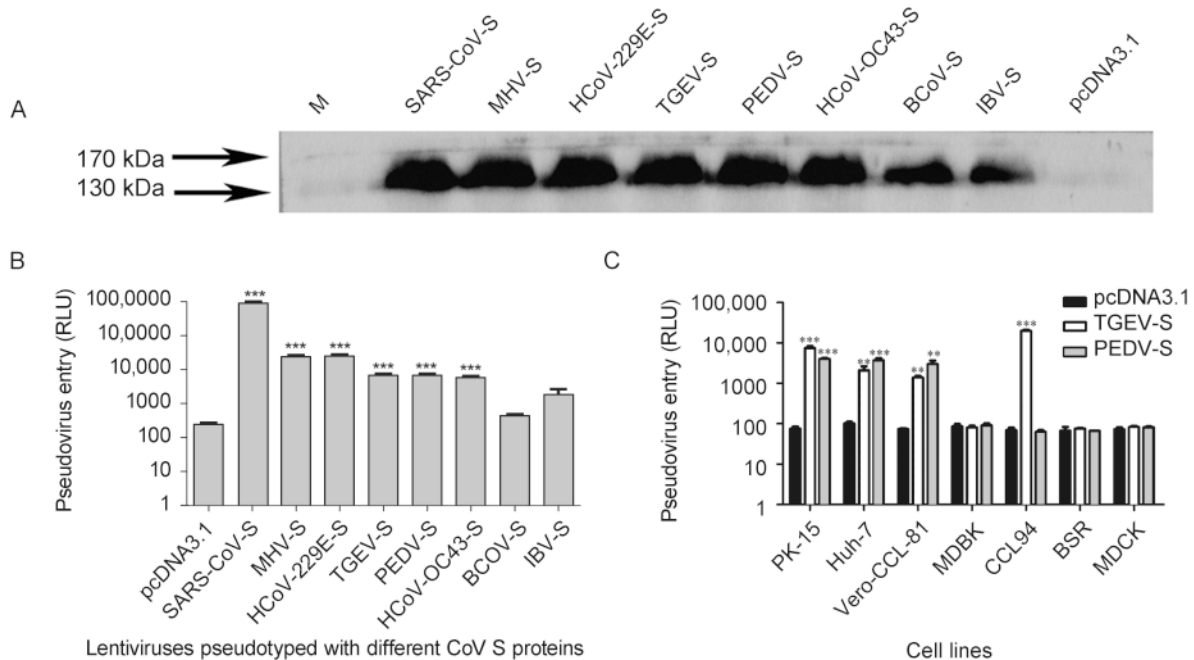 A
M
SARS-CoV-S
MHV-S
HCoV-229E-S
TGEV-S
PEDV-S
HCoV-OC43-S
BCoV-S
IBV-S
pcDNA3.1
170 kDa
130 kDa
B
Pseudovirus entry (RLU)
100,0000
10,0000
10,000
1000
100
10
1
***
***
***
***
***
***
pcDNA3.1
SARS-CoV-S
MHV-S
HCoV-229E-S
TGEV-S
PEDV-S
HCoV-OC43-S
BCOV-S
IBV-S
Lentiviruses pseudotyped with different CoV S proteins
C
Pseudovirus entry (RLU)
100,000
10,000
1000
100
10
1
pcDNA3.1
TGEV-S
PEDV-S
***
***
**
***
**
**
***
PK-15
Huh-7
Vero-CCL-81
MDBK
CCL94
BSR
MDCK
Cell lines